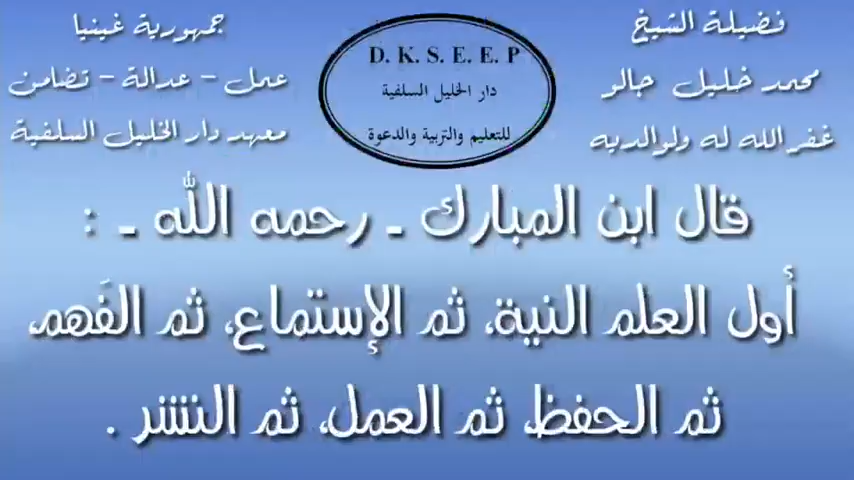 فضيلة الشيخ
محمد خليل جالو
غفر الله له ولوالديه
D. K. S. E. E. P
دار الخليل السلفية
للتعليم والتربية والدعوة
جمهورية غينيا
عمل - عدالة - تضامن
معهد دار الخليل السلفية
قال ابن المبارك ـ رحمه الله ـ :
أول العلم النية، ثم الإستماع، ثم الفَهم،
ثم الحفظ، ثم العمل، ثم النشر .